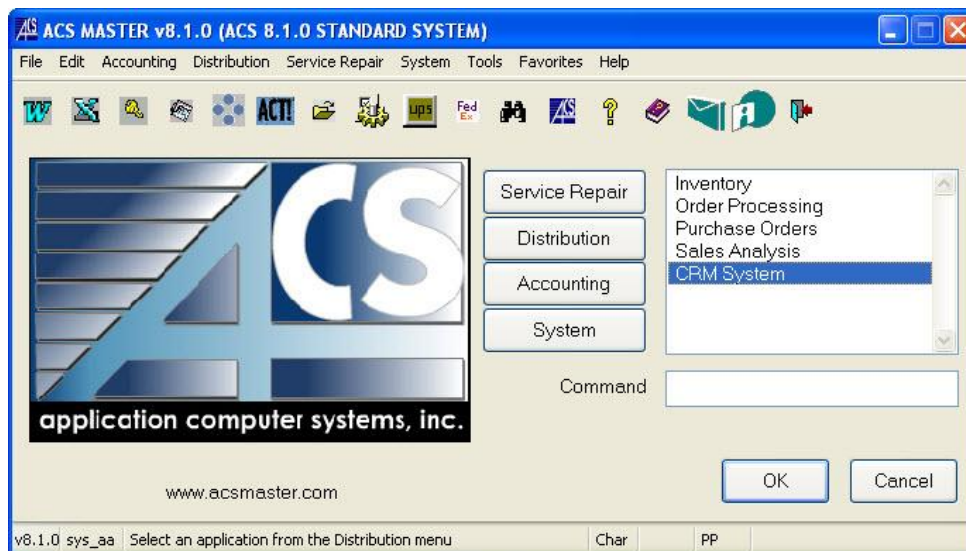 ACS MASTER v8.1.0 (ACS 8.1.0 STANDARD SYSTEM)
File Edit Accounting Distribution Service Repair System Tools Favorites Help
W X ACT! ups Fed Ex ACS ? i
ACS
application computer systems, inc.
www.acsmaster.com
Service Repair
Distribution
Accounting
System
Inventory
Order Processing
Purchase Orders
Sales Analysis
CRM System
Command
OK Cancel
v8.1.0 sys_aa Select an application from the Distribution menu Char PP